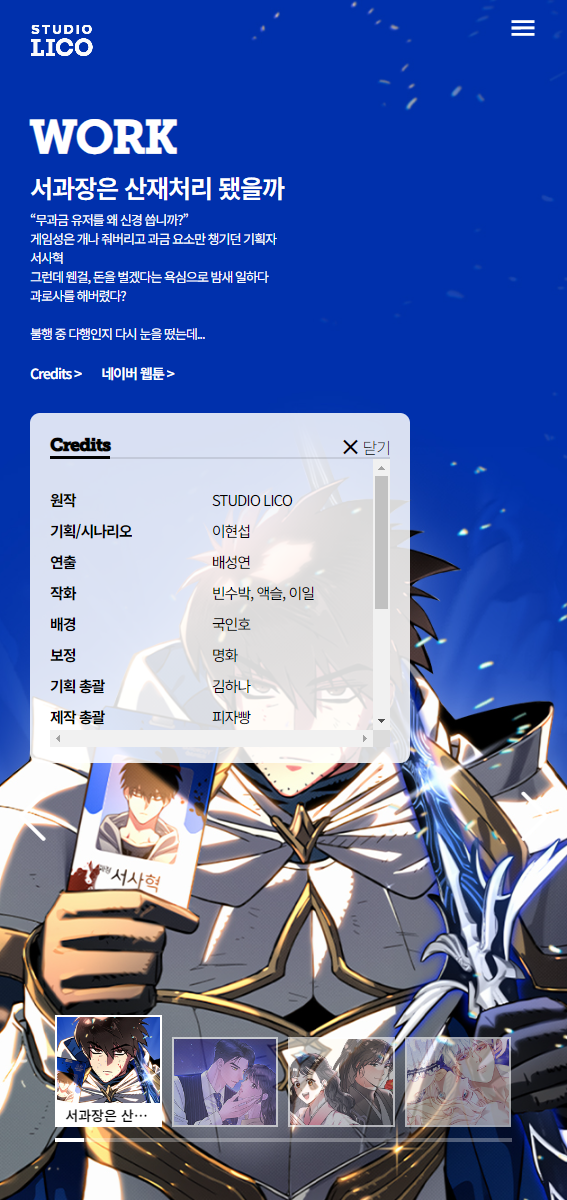 STUDIO
LICO
WORK
서과장은 산재처리 됐을까
“무과금 유저를 왜 신경 씁니까?”
게임성은 개나 줘버리고 과금 요소만 챙기던 기획자
서사혁
그런데 웬걸, 돈을 벌겠다는 욕심으로 밤새 일하다
과로사를 해버렸다?
불행 중 다행인지 다시 눈을 떴는데...
Credits > 네이버 웹툰 >
Credits 닫기
원작 STUDIO LICO
기획/시나리오 이현섭
연출 배성연
작화 빈수박, 액슬, 이일
배경 국인호
보정 명화
기획 총괄 김하나
제작 총괄 피자빵
과장 서사혁
서과장은 산···